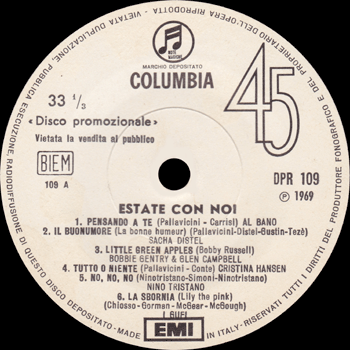 VIETATA DUPLICAZIONE, PUBBLICA ESECUZIONE, RADIODIFFUSIONE DI QUESTO DISCO
DEPOSITATO - MADE IN ITALY - RISERVATI TUTTI I DIRITTI DEL PRODUTTORE FONOGRAFICO E DEL PROPRIETARIO DELL'OPERA RIPRODOTTA
MAGIC NOTES
MARCHIO DEPOSITATO
COLUMBIA
45
33 1/3
«Disco promozionale»
Vietata la vendita al pubblico
BIEM
109 A
DPR 109
Ⓟ 1969
ESTATE CON NOI
1. PENSANDO A TE (Pallavicini - Carrisi) AL BANO
2. IL BUONUMORE (La bonne humeur) (Pallavicini-Distel-Gustin-Tezè)
SACHA DISTEL
3. LITTLE GREEN APPLES (Bobby Russell)
BOBBIE GENTRY & GLEN CAMPBELL
4. TUTTO O NIENTE (Pallavicini - Conte) CRISTINA HANSEN
5. NO, NO, NO (Ninotristano-Simoni-Ninotristano)
NINO TRISTANO
6. LA SBORNIA (Lily the pink)
(Chiosso-Gorman - McGear-McGough)
I GUFI
EMI